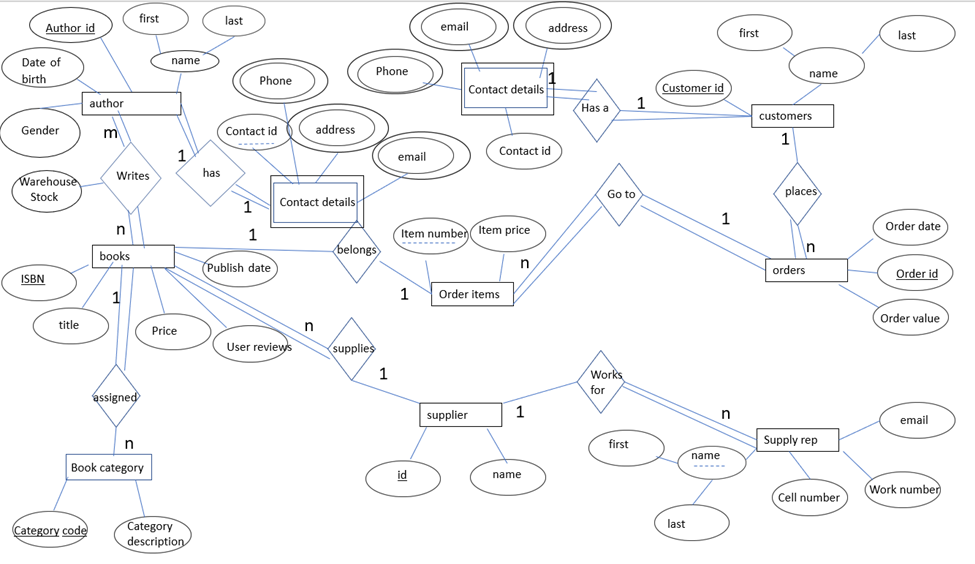 Author id
first
last
email
address
first
last
Date of
birth
name
Phone
Phone
Contact details
1
name
Customer id
author
Has a
1
customers
Gender
m
Contact id
address
1
Contact id
1
email
Writes
has
Warehouse
Stock
Go to
places
1
Contact details
n
1
Item number
Item price
1
n
Order date
books
belongs
n
ISBN
Publish date
orders
Order id
1
1
Order items
title
Price
User reviews
n
supplies
Order value
1
assigned
Works
for
supplier
1
n
email
n
first
name
Supply rep
Book category
id
name
Cell number
Work number
last
Category code
Category
description